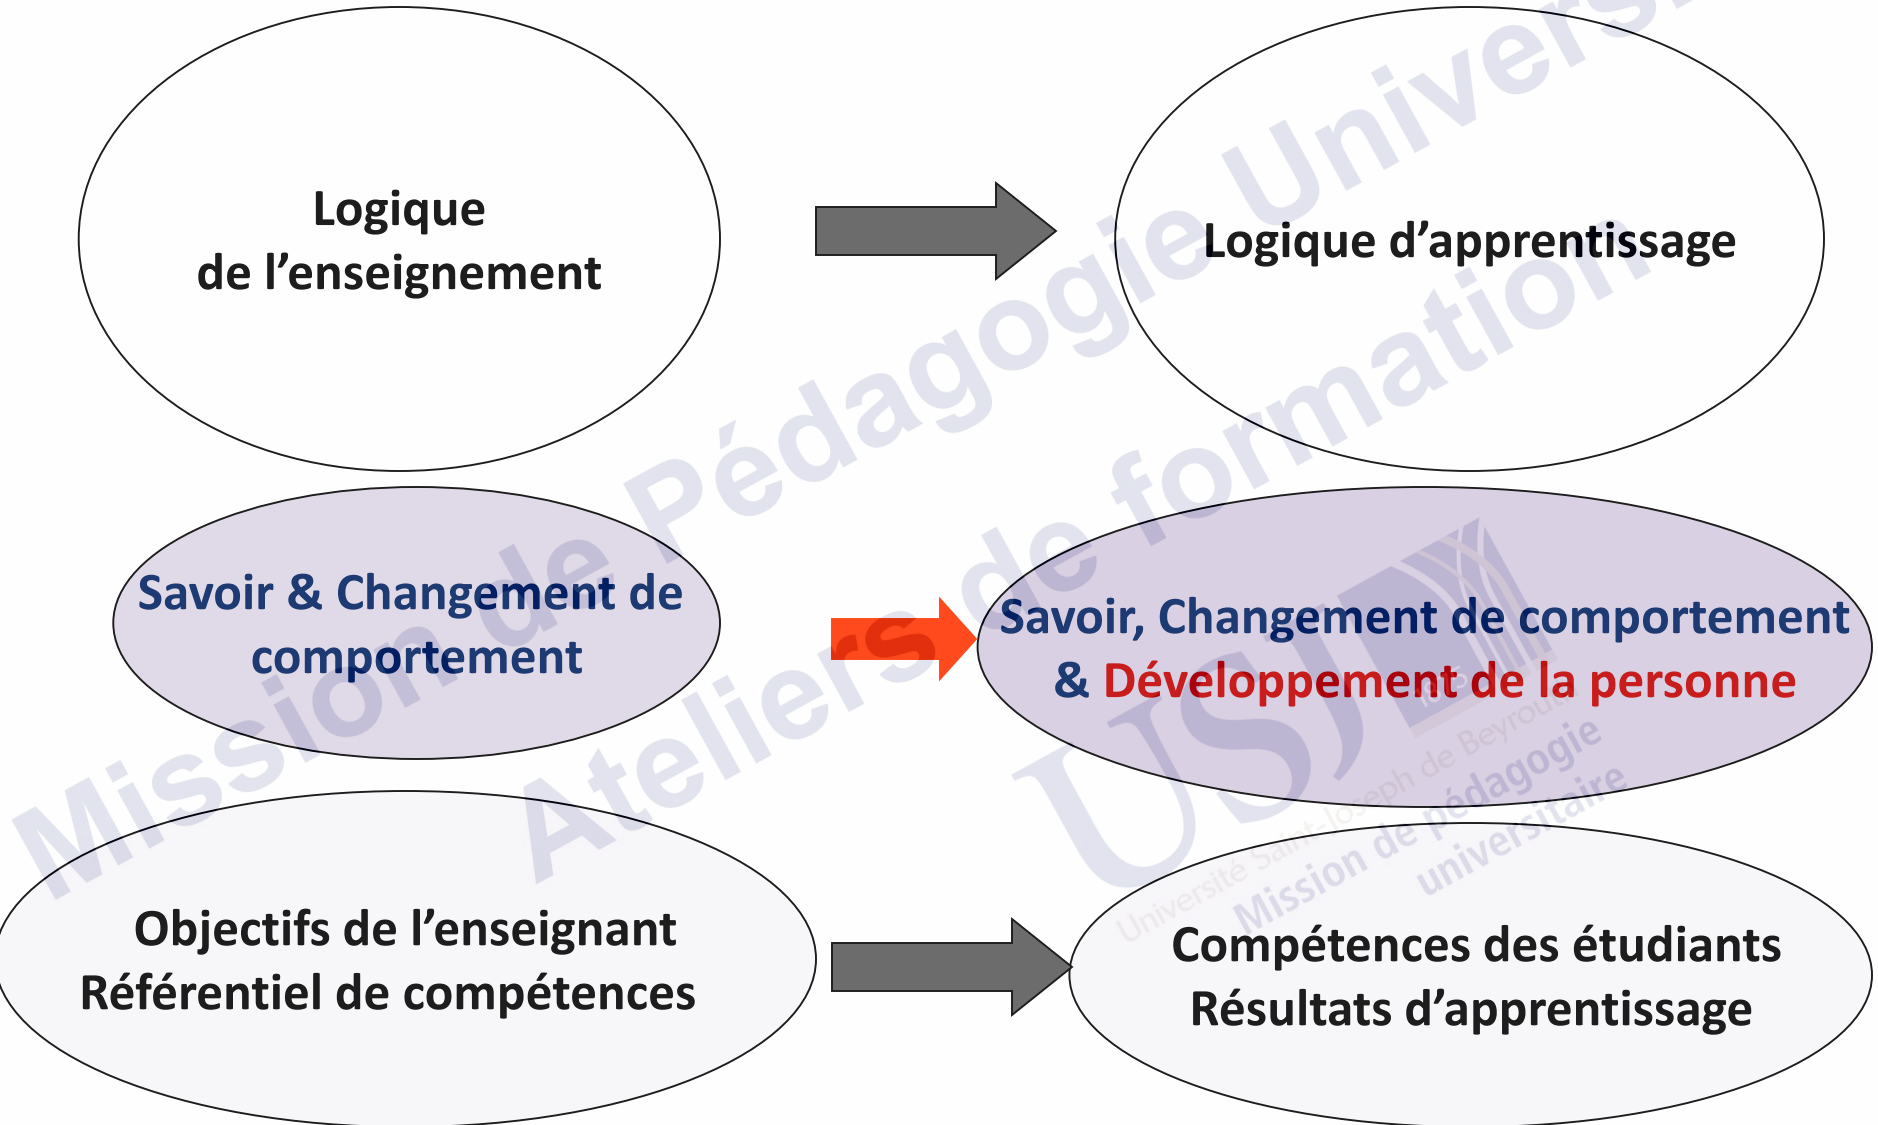 Logique
de l’enseignement
Logique d’apprentissage
Savoir & Changement de
comportement
Savoir, Changement de comportement
& Développement de la personne
Objectifs de l’enseignant
Référentiel de compétences
Compétences des étudiants
Résultats d’apprentissage
Mission de Pédagogie
Ateliers de formation
USJ
1875
Université Saint-Joseph de Beyrouth
Mission de pédagogie
universitaire